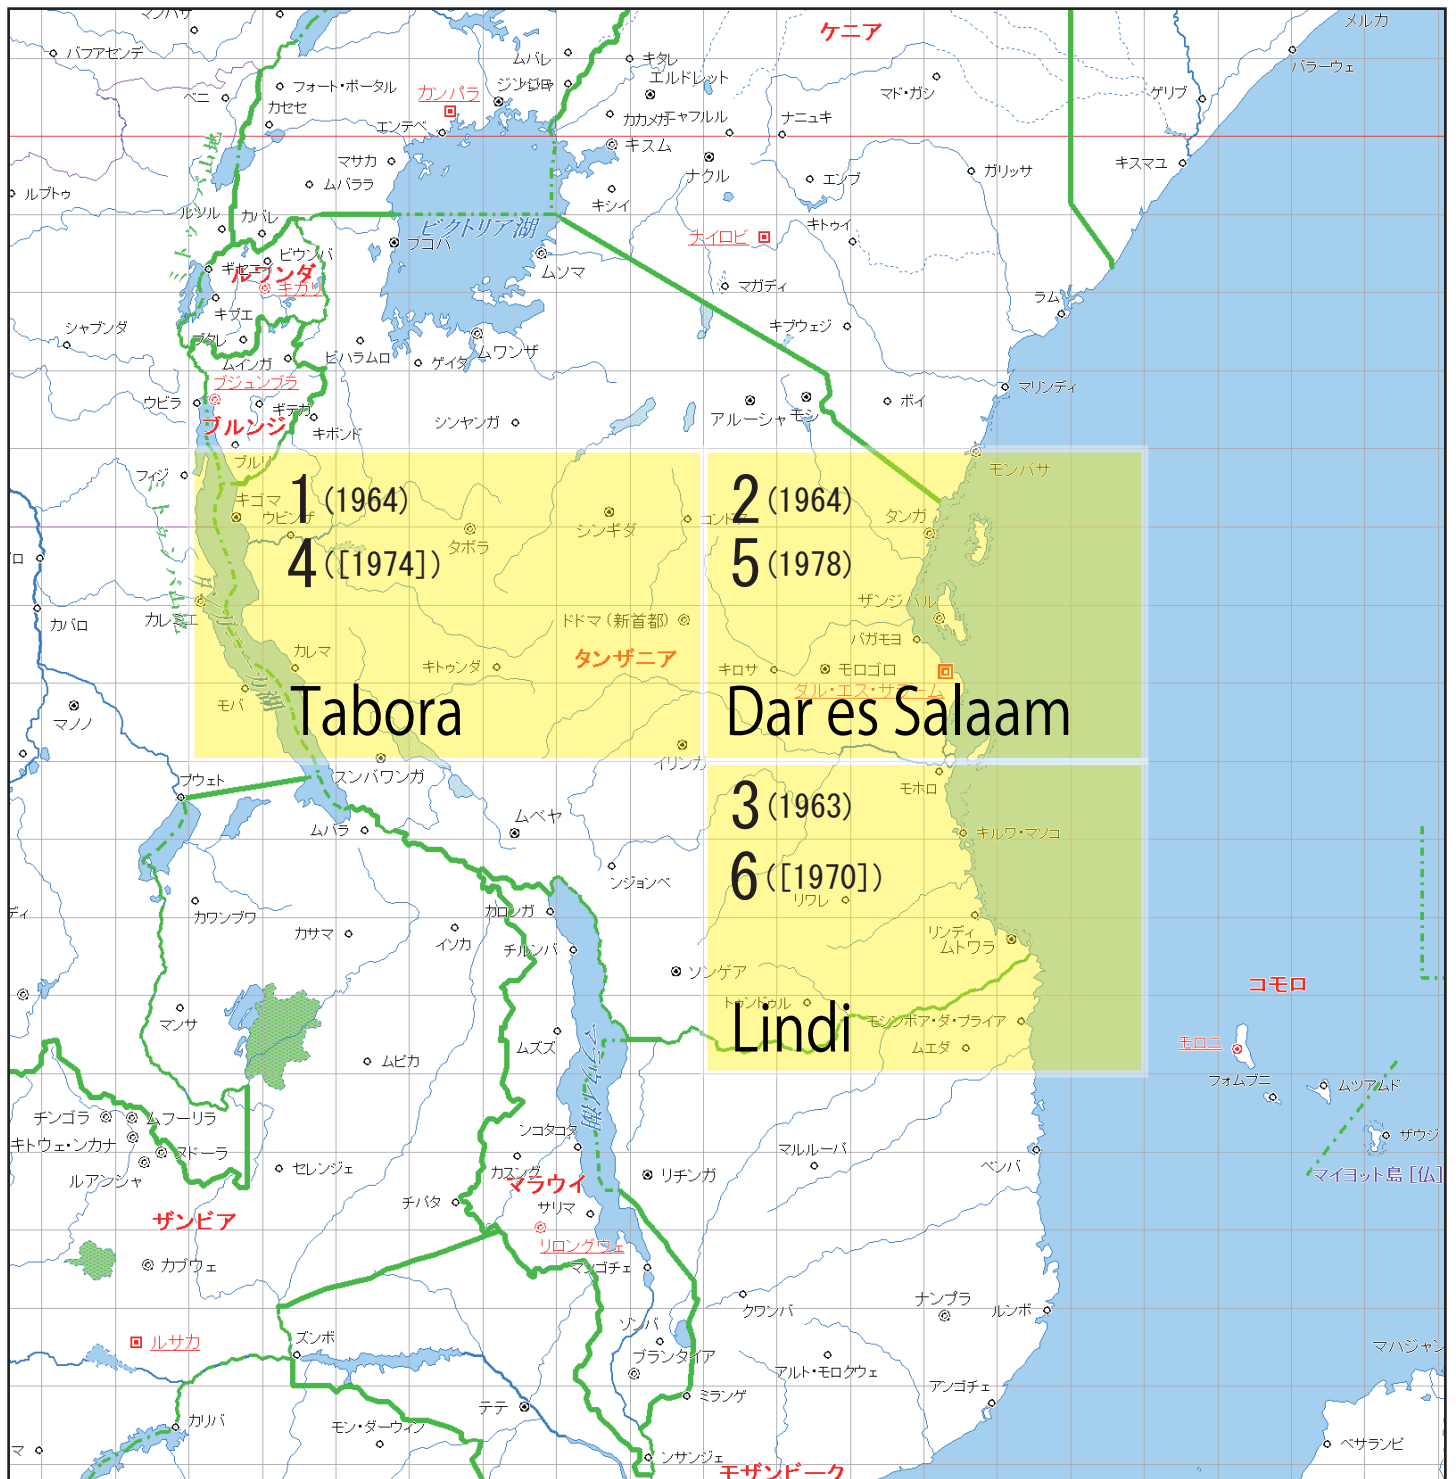 マンバサ
ケニア
メルカ
バフアセンデ
ムバレ
キタレ
バラーウェ
フォート・ポータル
ジンジャ
エルドレット
ベニ
カンパラ
マド・ガシ
ゲリブ
カセセ
エンテベ
カカメガ
ニャフルル
ナニュキ
マサカ
キスム
キスマユ
ルブトゥ
ムバララ
ナクル
エンブ
ガリッサ
ルツル
カバレ
キシイ
ビクトリア湖
ナイロビ
キトゥイ
ブコバ
ビウンバ
ギセニ
ルワンダ
ムソマ
キガリ
マガディ
ラム
キブエ
シャブンダ
ブタレ
キブウェジ
ムインガ
ビハラムロ
ゲイタ
ムワンザ
ブジュンブラ
マリンディ
ウビラ
ギテガ
アルーシャ
モシ
ボイ
ブルンジ
キボンド
シンヤンガ
ブルリ
モンバサ
フィジ
ミトゥンバ山地
キゴマ
1(1964)
2(1964)
ウビンザ
タボラ
シンギダ
コンドア
タンガ
4([1974])
5(1978)
カレミエ
ザンジバル
カバロ
ドドマ(新首都)
バガモヨ
カレマ
キトゥンダ
タンザニア
キロサ
モロゴロ
ダル・エス・サラーム
モバ
Tabora
Dar es Salaam
マノノ
イリンガ
プウェト
スンバワンガ
モホロ
3(1963)
ムバラ
ムベヤ
キルワ・マソコ
ンジョンベ
6([1970])
カワンブワ
カロンガ
リワレ
カサマ
イソカ
チルンバ
リンディ
ムトワラ
ソンゲア
コモロ
トゥンドゥル
マンサ
Lindi
モシンボア・ダ・プライア
ムズズ
マラウイ湖
ムエダ
モロニ
ムピカ
フォムブニ
ムツアムド
チンゴラ
ムフーリラ
ンコタコタ
キトウェ・ンカナ
ザウジ
ヌドーラ
マルルーバ
ルアンシャ
セレンジェ
カスング
リチンガ
ペンバ
マイヨット島 [仏]
マラウイ
チパタ
サリマ
ザンビア
リロングウェ
カブウェ
マンゴチェ
クワンバ
ナンプラ
ルンボ
ゾンバ
ルサカ
ズンボ
ブランタイア
アルト・モロクウェ
マハジャン
アンゴチェ
ミランゲ
テテ
カリバ
モン・ダーウィン
ンサンジェ
マ
ベサランピ
モザンビーク